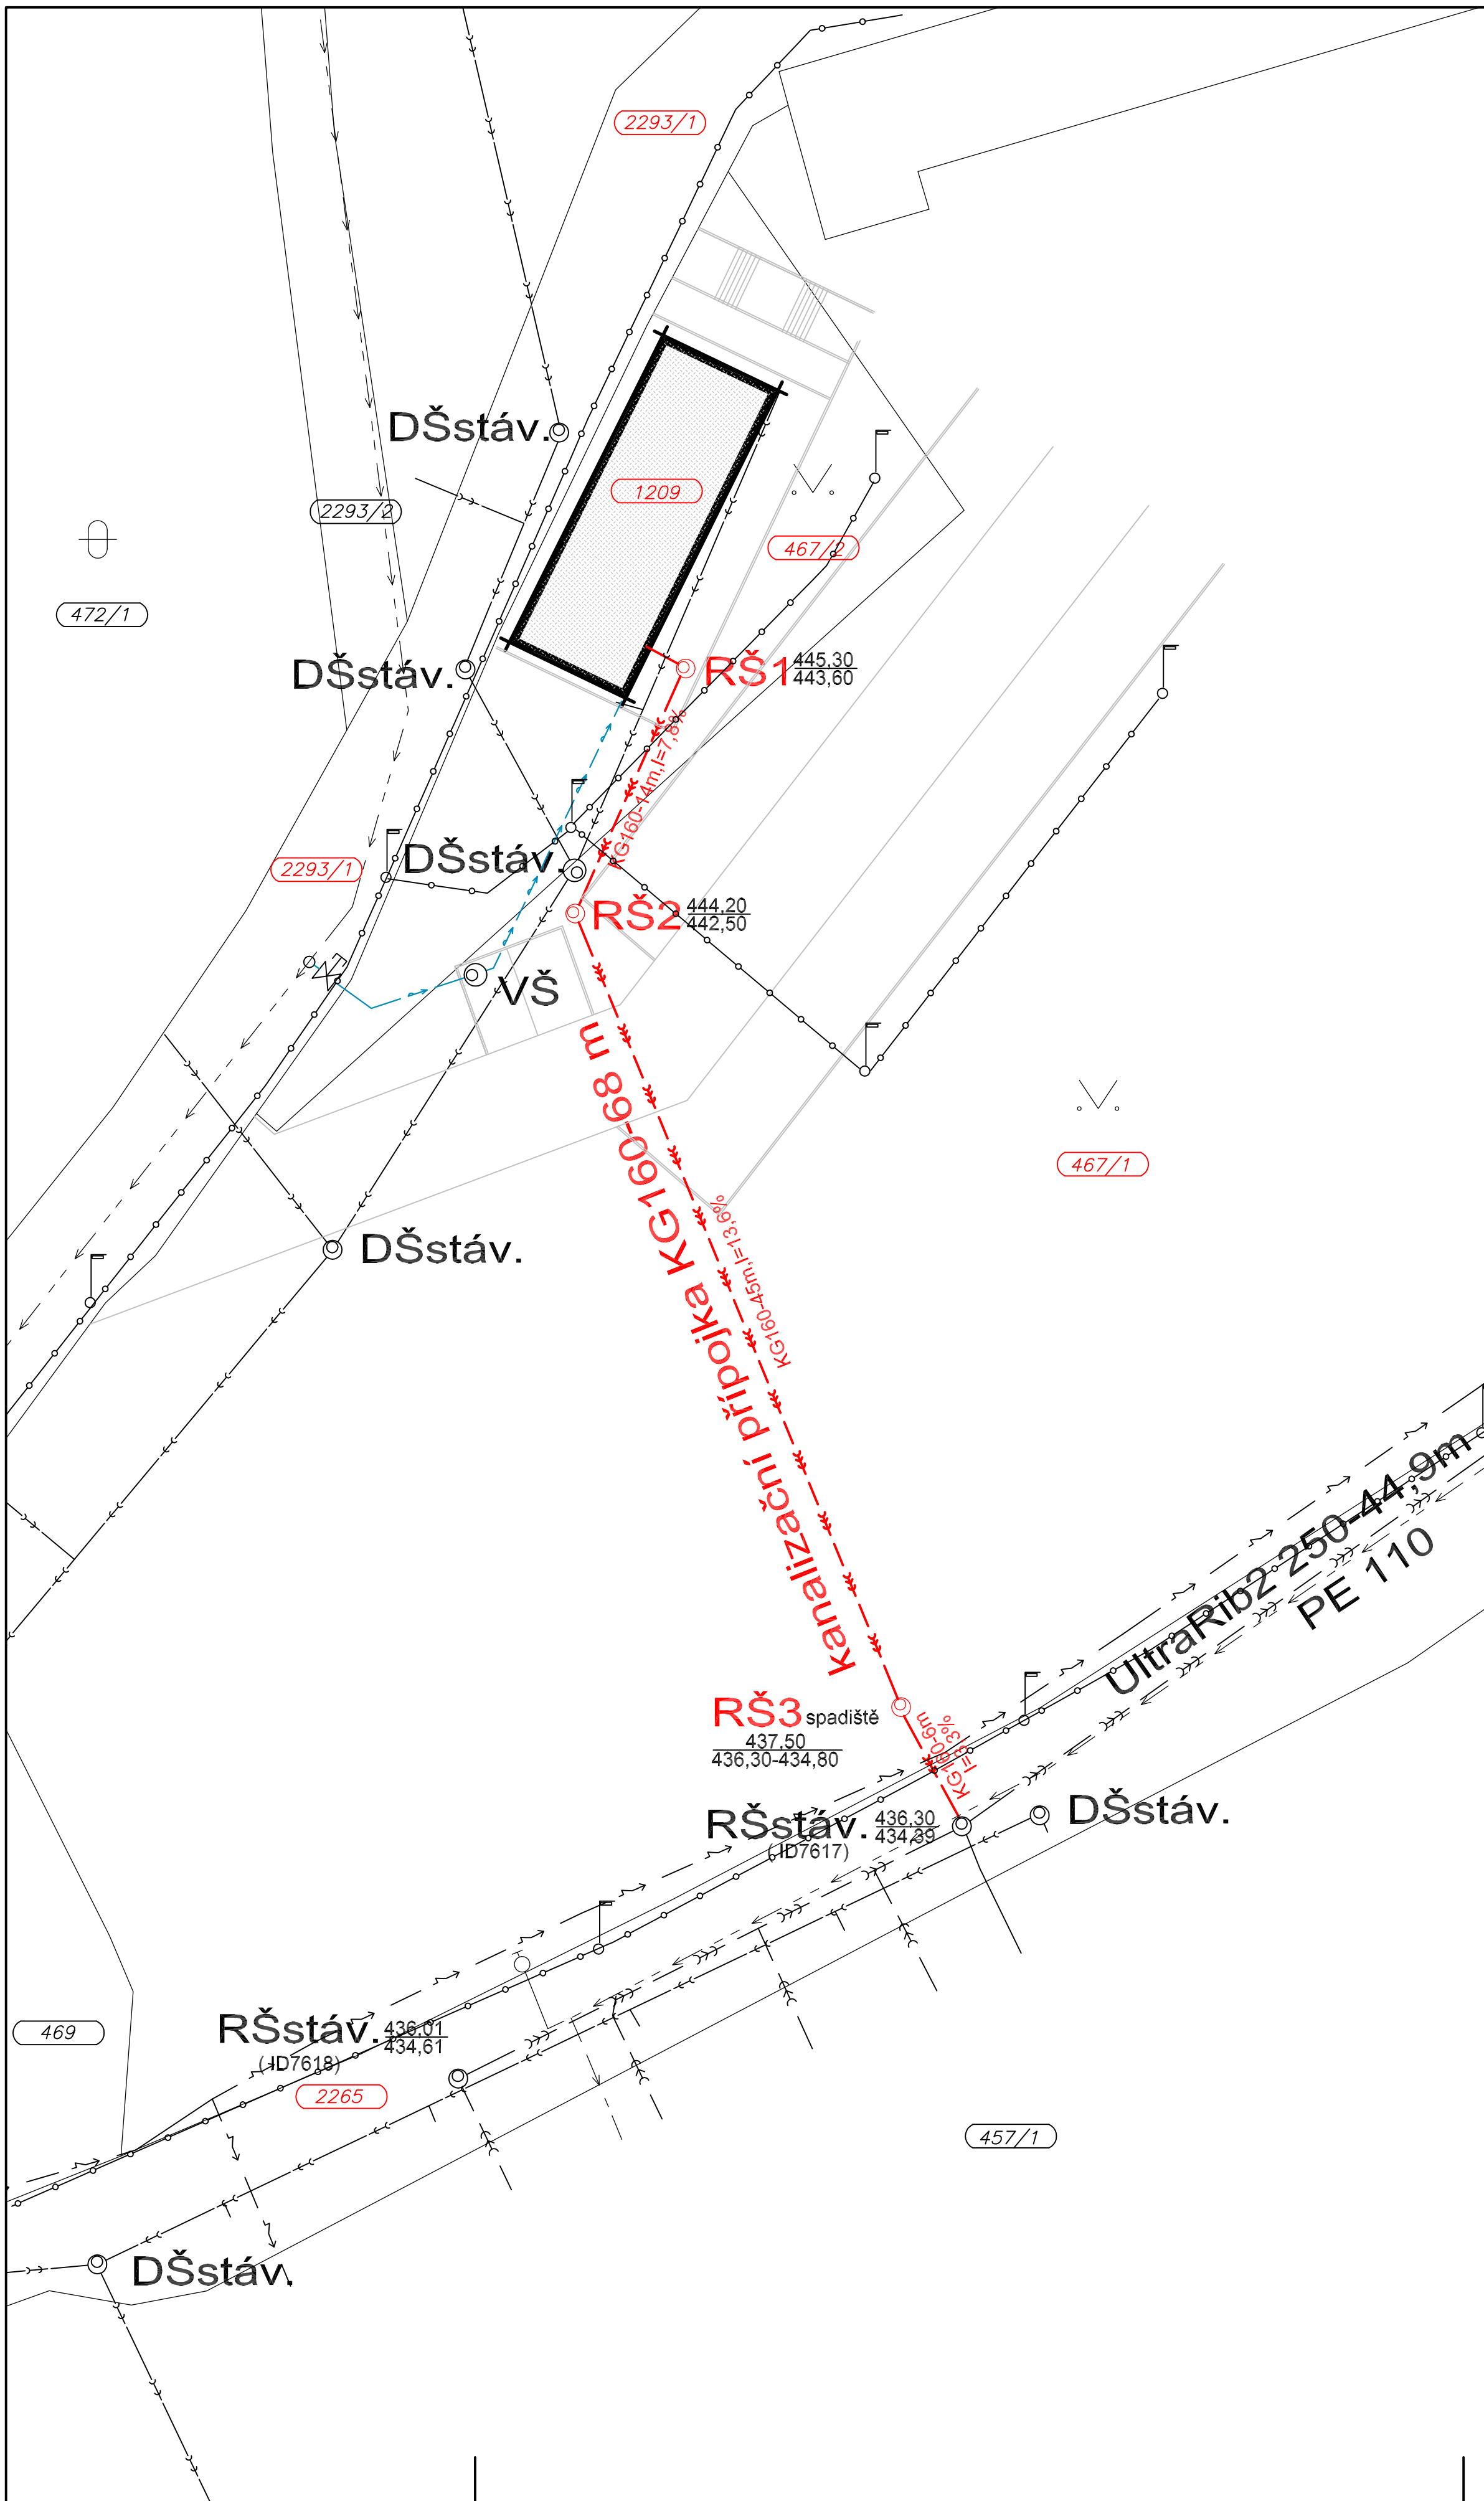 2293/1
DŠstáv.
1209
2293/2
467/2
472/1
DŠstáv.
RŠ1
445,30
443,60
KG160-14m,I=7,8%
DŠstáv.
2293/1
RŠ2
444,20
442,50
VŠ
kanalizační přípojka KG160-68 m
467/1
KG160-45m,I=13,6%
DŠstáv.
UltraRib2 250-44,9m
PE 110
RŠ3 spadiště
437,50
436,30-434,80
KG160-6m
I=3,3%
RŠstáv.
436,30
434,39
(ID7617)
DŠstáv.
469
RŠstáv.
436,01
434,61
(ID7618)
2265
457/1
DŠstáv.